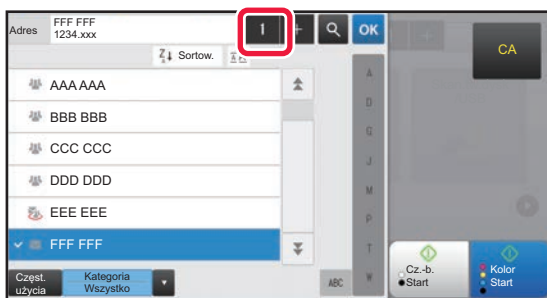 Adres
FFF FFF
1234.xxx
1
+
OK
CA
Sortow.
AAA AAA
BBB BBB
CCC CCC
DDD DDD
EEE EEE
FFF FFF
A
D
G
J
M
P
T
W
Częst.
użycia
Kategoria
Wszystko
ABC
Cz.-b.
Start
Kolor
Start